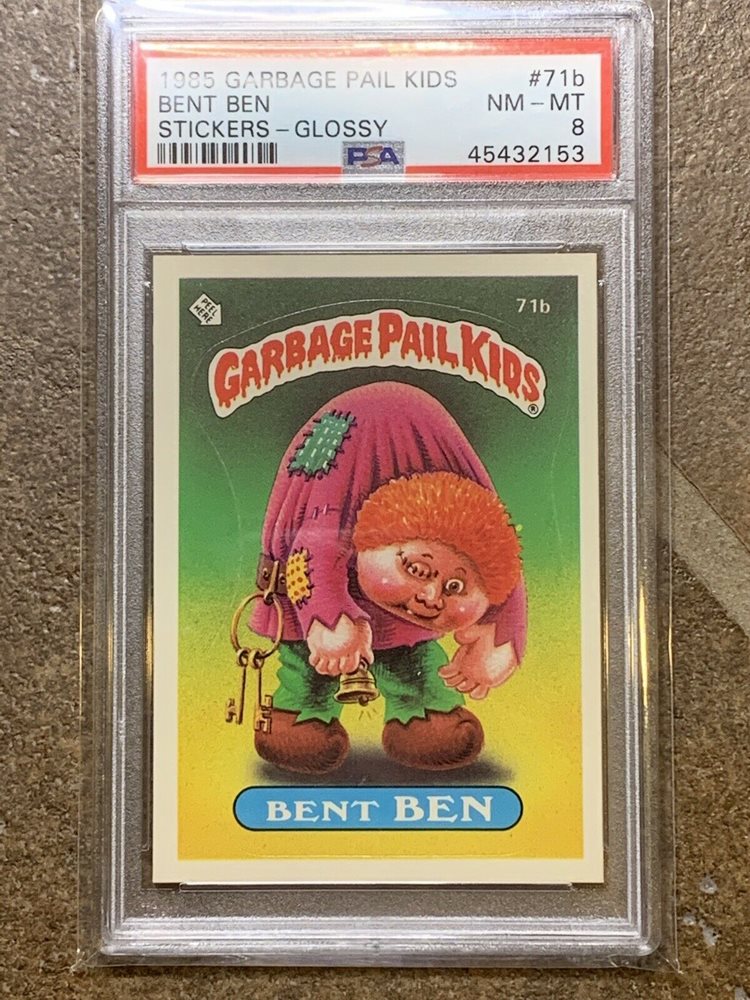 1985 GARBAGE PAIL KIDS #71b
BENT BEN NM - MT
STICKERS - GLOSSY 8
PSA 45432153
PEEL
HERE
71b
GARBAGE PAIL KIDS®
BENT BEN